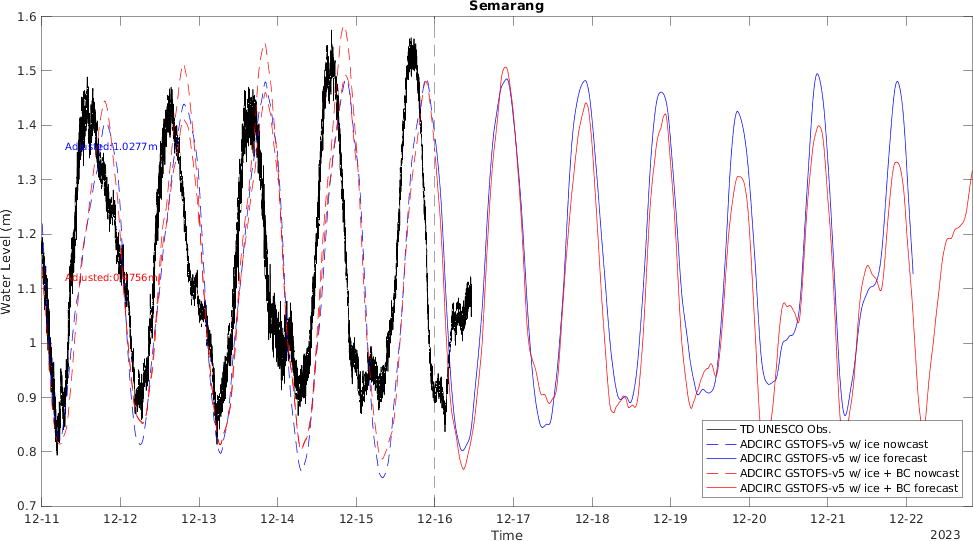 Semarang
Water Level (m)
1.6
1.5
1.4
1.3
1.2
1.1
1
0.9
0.8
0.7
Adjusted:1.0277m
TD UNESCO Obs.
ADCIRC GSTOFS-v5 w/ ice nowcast
ADCIRC GSTOFS-v5 w/ ice forecast
ADCIRC GSTOFS-v5 w/ ice + BC nowcast
ADCIRC GSTOFS-v5 w/ ice + BC forecast
12-11 12-12 12-13 12-14 12-15 12-16 12-17 12-18 12-19 12-20 12-21 12-22
Time
2023